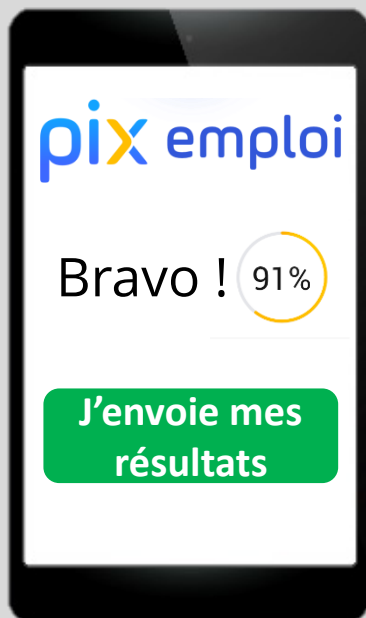 pix emploi
Bravo ! 91%
J’envoie mes
résultats